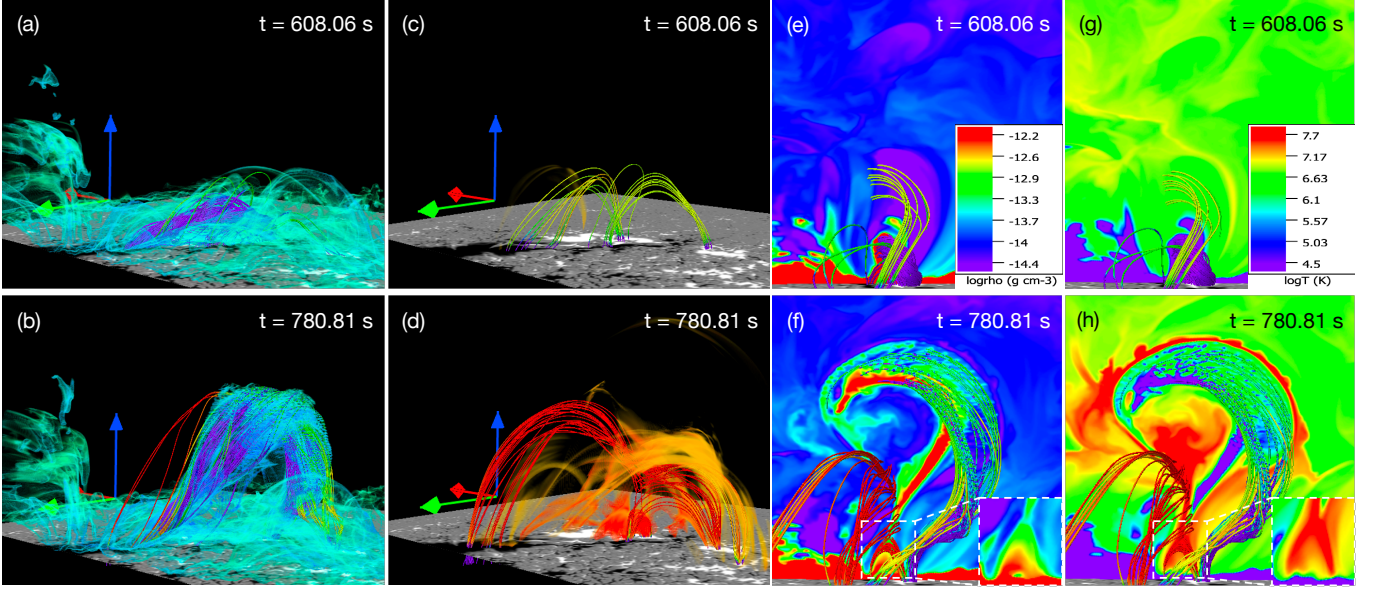 (a) t = 608.06 s
(c) t = 608.06 s
(e) t = 608.06 s
(g) t = 608.06 s
-12.2
-12.6
-12.9
-13.3
-13.7
-14
-14.4
logrho (g cm-3)
7.7
7.17
6.63
6.1
5.57
5.03
4.5
logT (K)
(b) t = 780.81 s
(d) t = 780.81 s
(f) t = 780.81 s
(h) t = 780.81 s